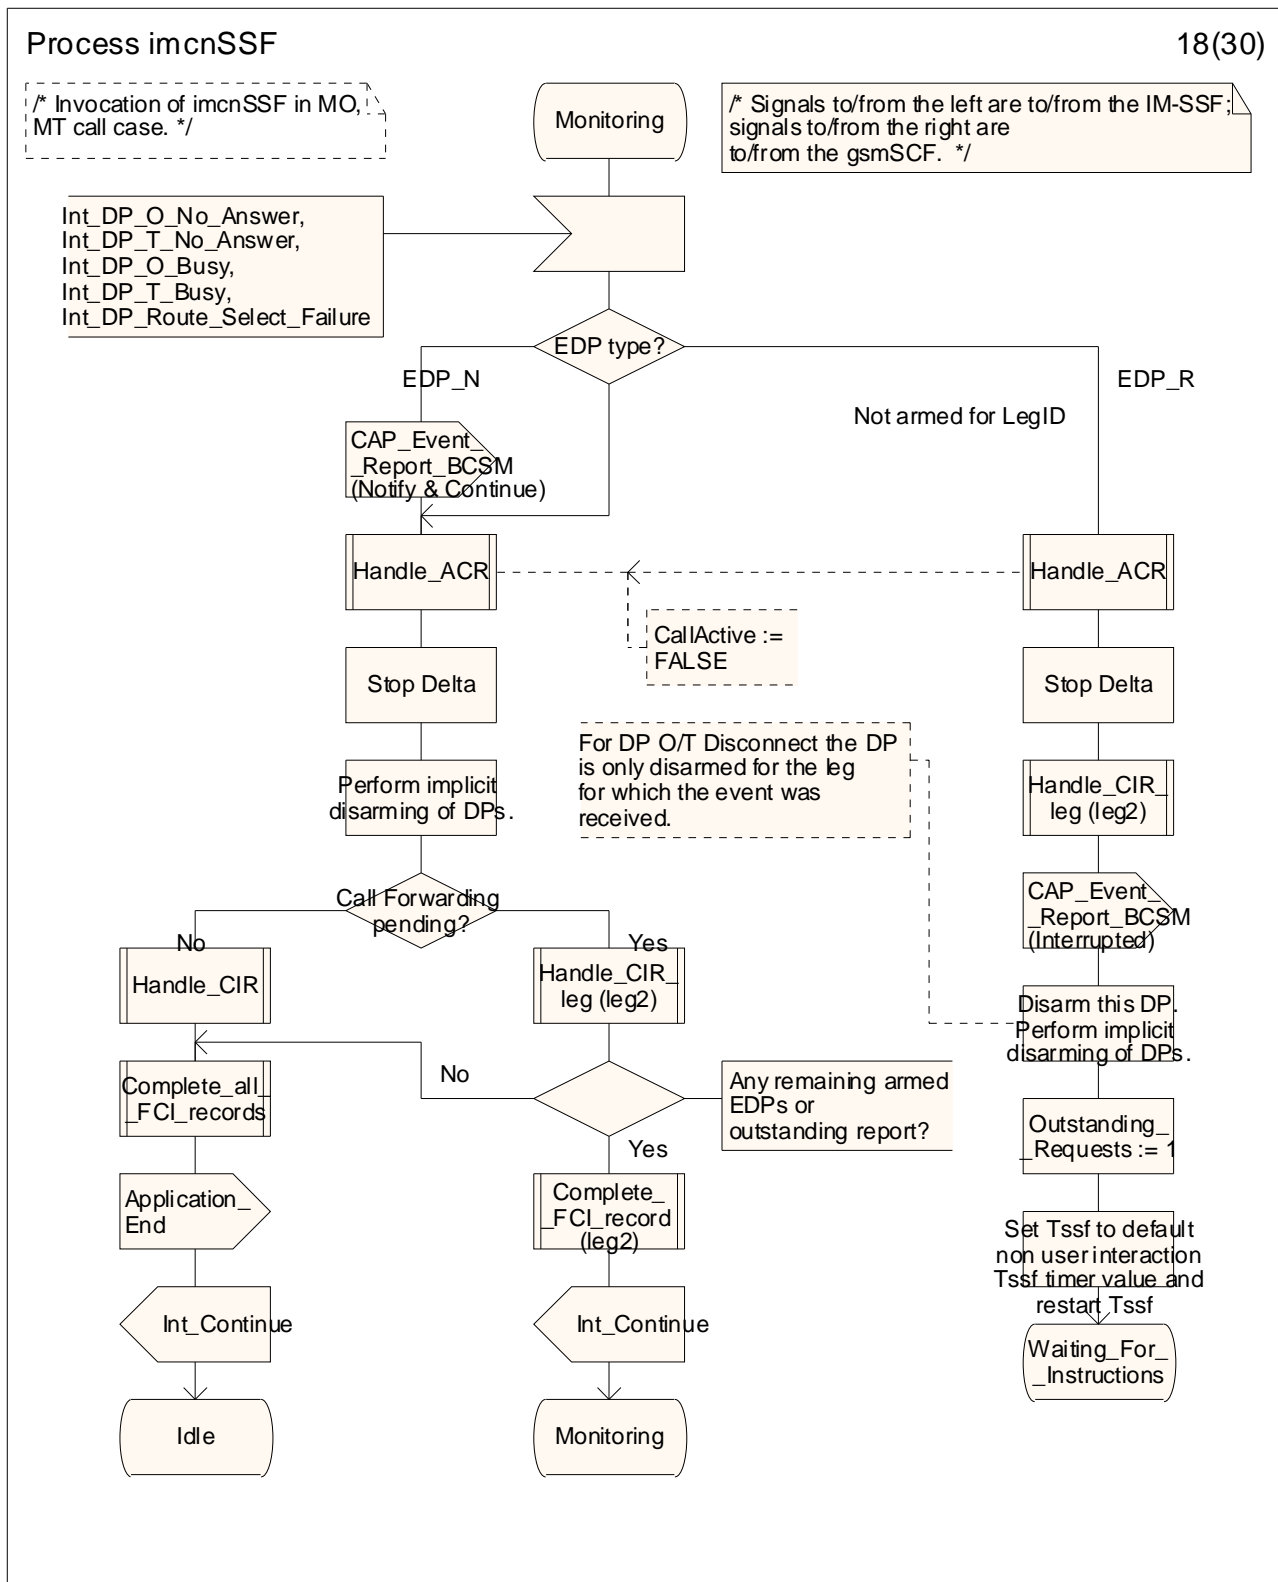 Process imcnSSF
18(30)
/* Invocation of imcnSSF in MO,
MT call case. */
Monitoring
/* Signals to/from the left are to/from the IM-SSF;
signals to/from the right are
to/from the gsmSCF. */
Int_DP_O_No_Answer,
Int_DP_T_No_Answer,
Int_DP_O_Busy,
Int_DP_T_Busy,
Int_DP_Route_Select_Failure
EDP type?
EDP_N
EDP_R
Not armed for LegID
CAP_Event_
_Report_BCSM
(Notify & Continue)
Handle_ACR
Handle_ACR
CallActive :=
FALSE
Stop Delta
Stop Delta
For DP O/T Disconnect the DP
is only disarmed for the leg
for which the event was
received.
Perform implicit
disarming of DPs.
Handle_CIR_
leg (leg2)
Call Forwarding
pending?
CAP_Event_
_Report_BCSM
(Interrupted)
No
Yes
Handle_CIR
Handle_CIR_
leg (leg2)
Disarm this DP.
Perform implicit
disarming of DPs.
No
Any remaining armed
EDPs or
outstanding report?
Complete_all_
_FCI_records
Outstanding_
_Requests := 1
Yes
Application_
End
Complete_
_FCI_record
(leg2)
Set Tssf to default
non user interaction
Tssf timer value and
restart Tssf
Int_Continue
Int_Continue
Waiting_For_
_Instructions
Idle
Monitoring